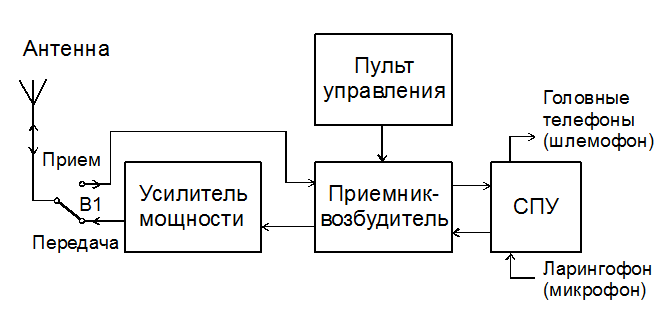 Антенна
Пульт
управления
Головные
телефоны
(шлемофон)
Прием
В1
Передача
Усилитель
мощности
Приемник-
возбудитель
СПУ
Ларингофон
(микрофон)